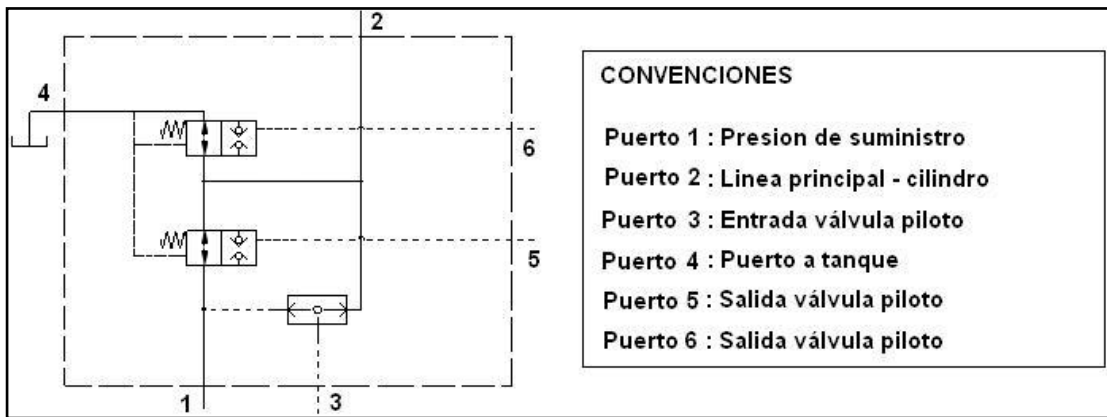 2
4
6
5
1
3
CONVENCIONES
Puerto 1 : Presion de suministro
Puerto 2 : Linea principal - cilindro
Puerto 3 : Entrada válvula piloto
Puerto 4 : Puerto a tanque
Puerto 5 : Salida válvula piloto
Puerto 6 : Salida válvula piloto